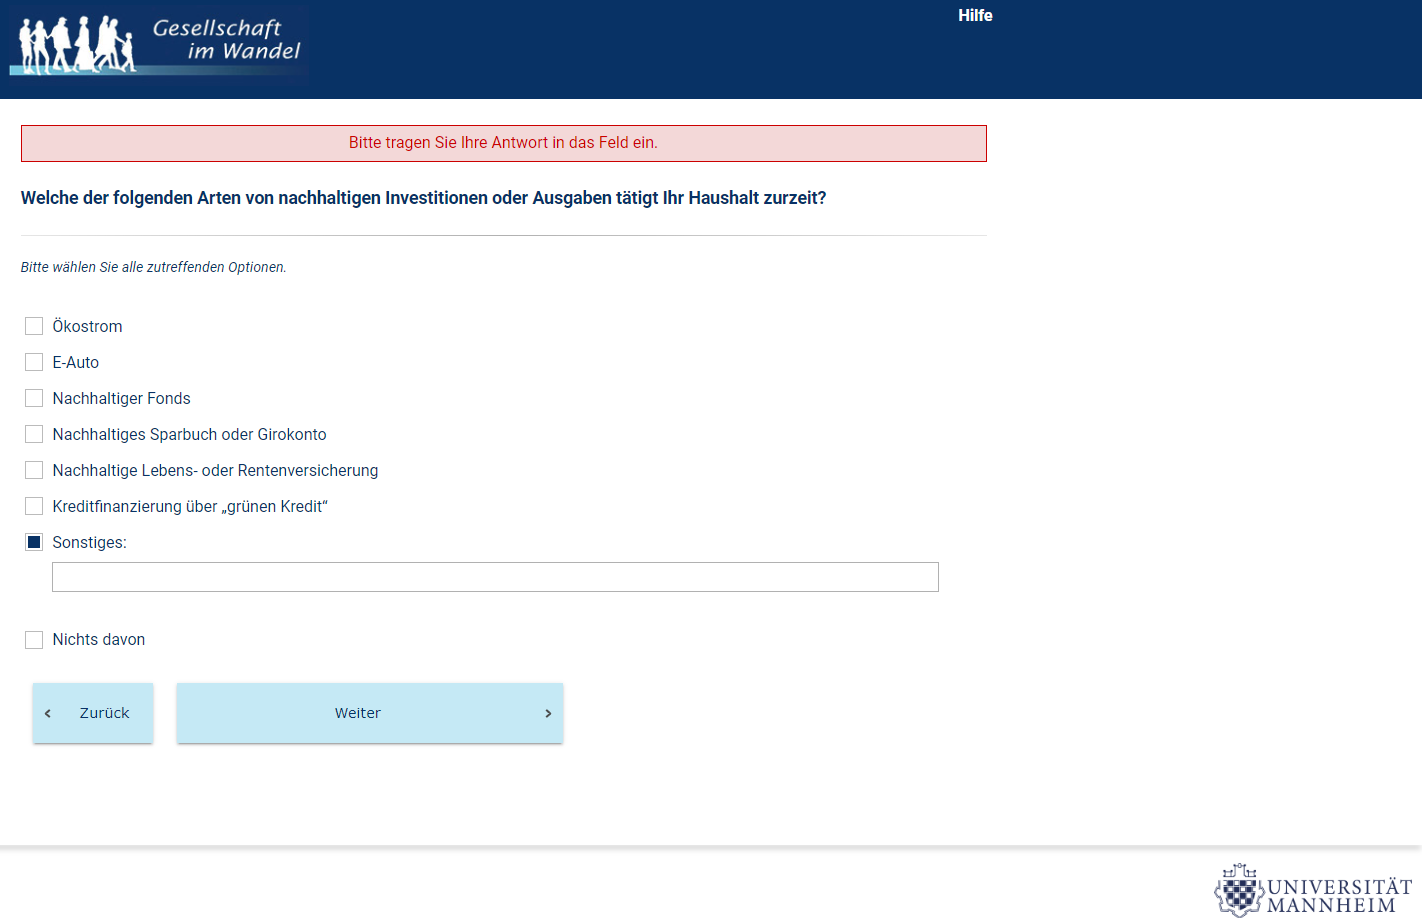 Gesellschaft
im Wandel
Hilfe
Bitte tragen Sie Ihre Antwort in das Feld ein.
Welche der folgenden Arten von nachhaltigen Investitionen oder Ausgaben tätigt Ihr Haushalt zurzeit?
Bitte wählen Sie alle zutreffenden Optionen.
Ökostrom
E-Auto
Nachhaltiger Fonds
Nachhaltiges Sparbuch oder Girokonto
Nachhaltige Lebens- oder Rentenversicherung
Kreditfinanzierung über „grünen Kredit“
Sonstiges:
Nichts davon
Zurück
Weiter
UNIVERSITÄT
MANNHEIM